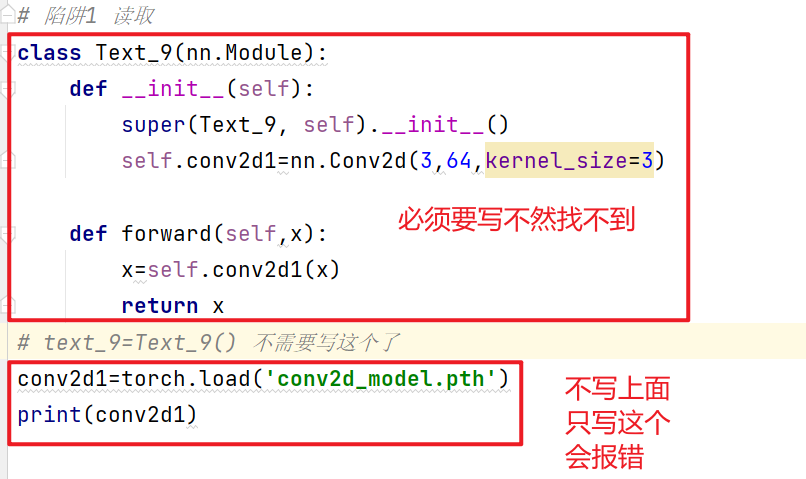 # 陷阱1 读取
class Text_9(nn.Module):
    def __init__(self):
        super(Text_9, self).__init__()
        self.conv2d1=nn.Conv2d(3,64,kernel_size=3)
必须要写不然找不到
    def forward(self,x):
        x=self.conv2d1(x)
        return x
# text_9=Text_9() 不需要写这个了
conv2d1=torch.load('conv2d_model.pth')
print(conv2d1)
不写上面
只写这个
会报错